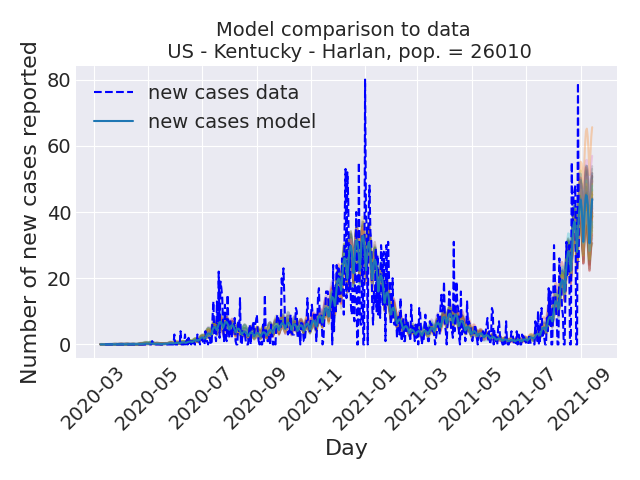 Model comparison to data
US - Kentucky - Harlan, pop. = 26010
Number of new cases reported
80
60
40
20
0
new cases data
new cases model
2020-03
2020-05
2020-07
2020-09
2020-11
2021-01
2021-03
2021-05
2021-07
2021-09
Day